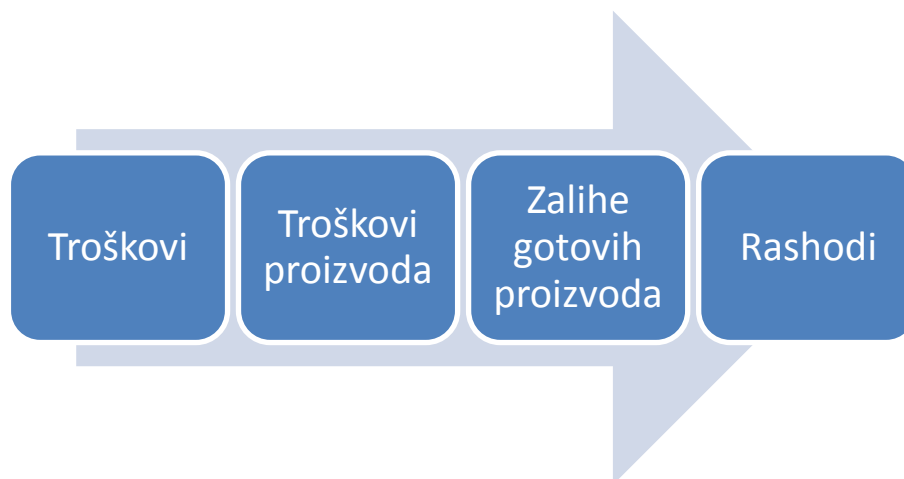 Troškovi
Troškovi
proizvoda
Zalihe
gotovih
proizvoda
Rashodi